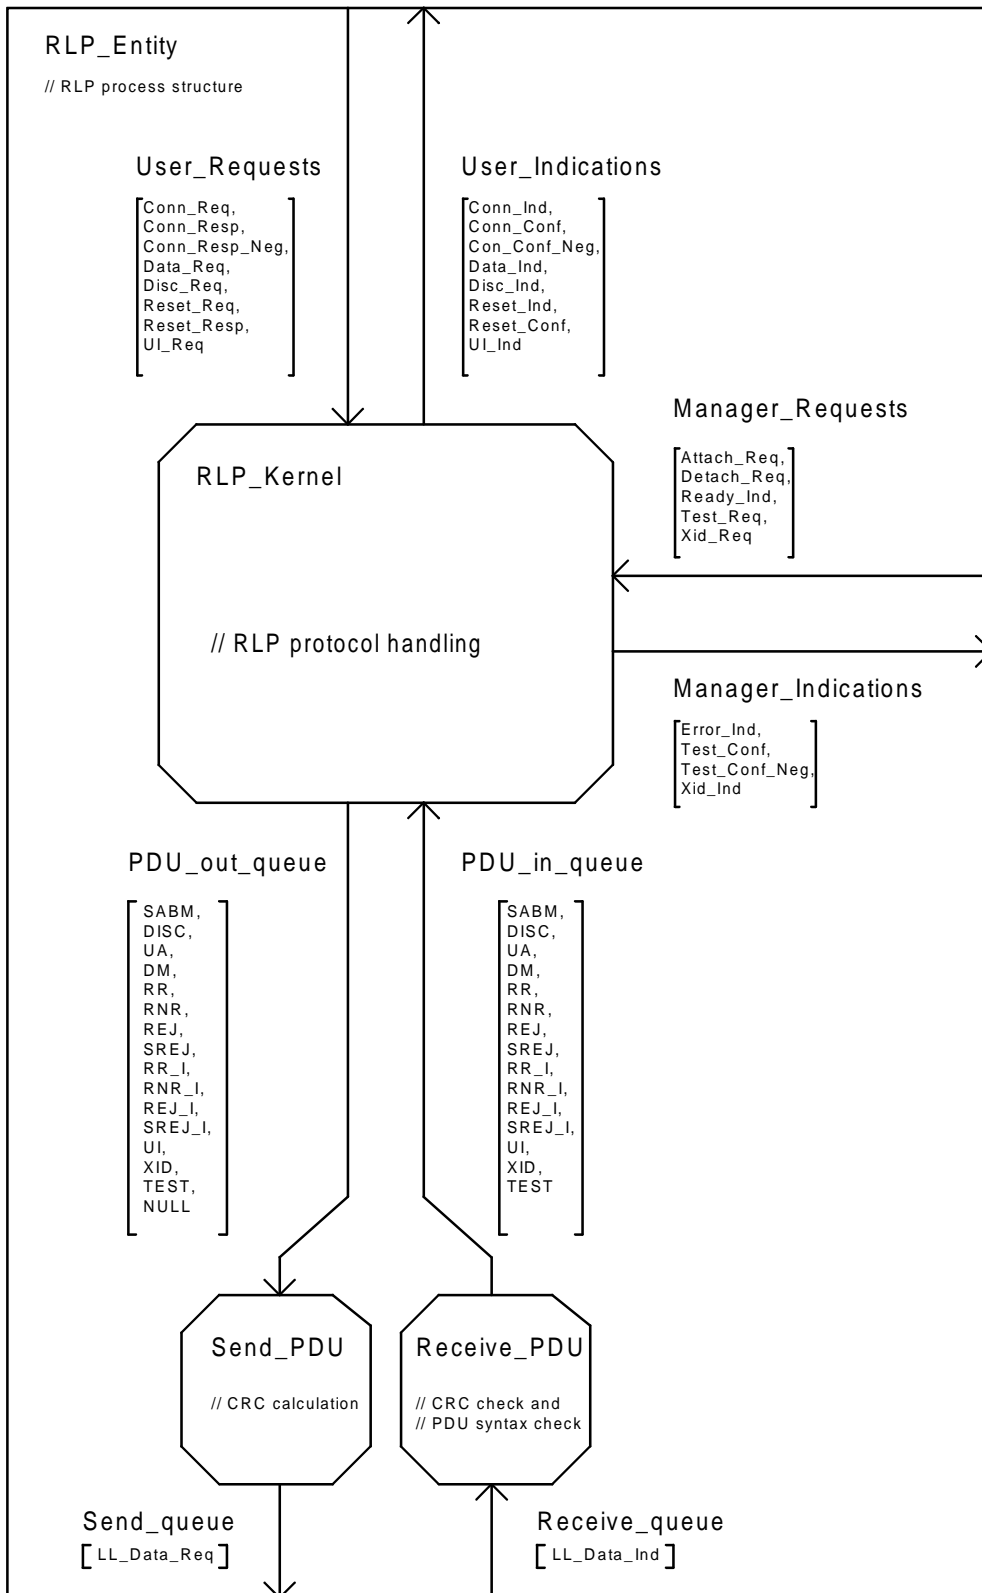 RLP_Entity
// RLP process structure
User_Requests
Conn_Req,
Conn_Resp,
Conn_Resp_Neg,
Data_Req,
Disc_Req,
Reset_Req,
Reset_Resp,
UI_Req
User_Indications
Conn_Ind,
Conn_Conf,
Con_Conf_Neg,
Data_Ind,
Disc_Ind,
Reset_Ind,
Reset_Conf,
UI_Ind
Manager_Requests
Attach_Req,
Detach_Req,
Ready_Ind,
Test_Req,
Xid_Req
RLP_Kernel
// RLP protocol handling
Manager_Indications
Error_Ind,
Test_Conf,
Test_Conf_Neg,
Xid_Ind
PDU_out_queue
SABM,
DISC,
UA,
DM,
RR,
RNR,
REJ,
SREJ,
RR_I,
RNR_I,
REJ_I,
SREJ_I,
UI,
XID,
TEST,
NULL
PDU_in_queue
SABM,
DISC,
UA,
DM,
RR,
RNR,
REJ,
SREJ,
RR_I,
RNR_I,
REJ_I,
SREJ_I,
UI,
XID,
TEST
Send_PDU
// CRC calculation
Receive_PDU
// CRC check and
// PDU syntax check
Send_queue
LL_Data_Req
Receive_queue
LL_Data_Ind